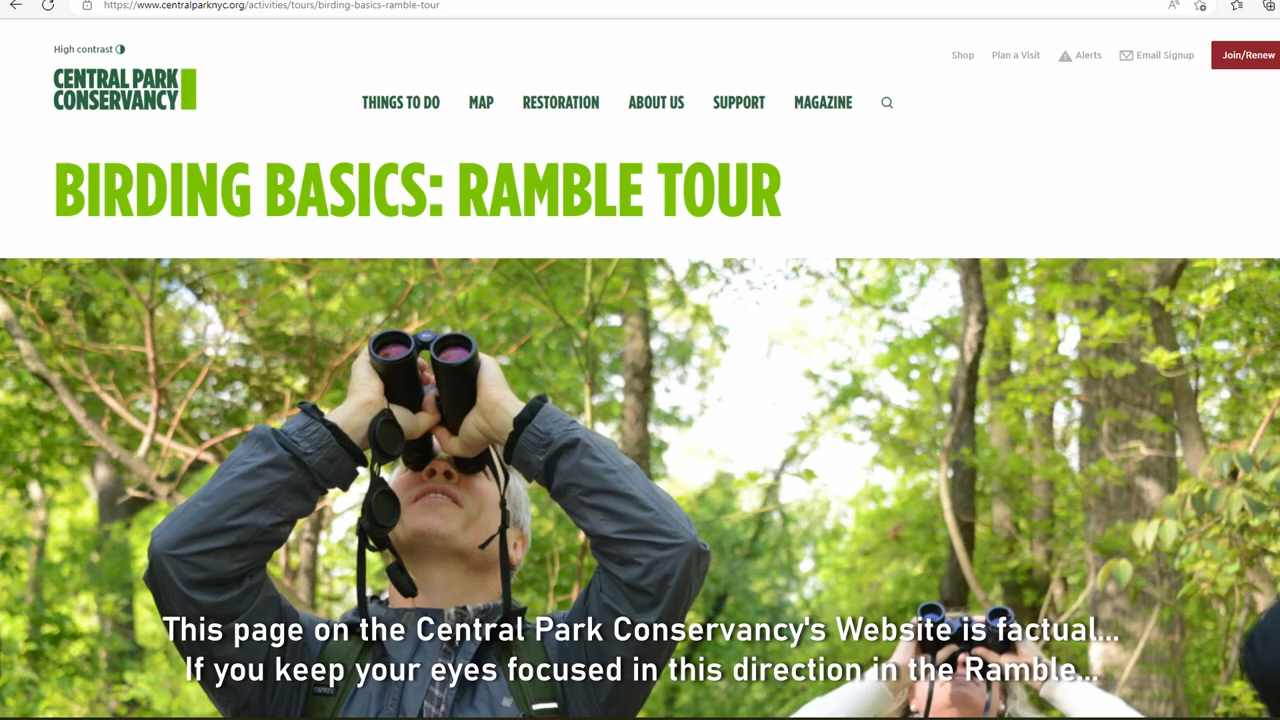 https://www.centralparknyc.org/activities/tours/birding-basics-ramble-tour
High contrast
Shop Plan a Visit Alerts Email Signup Join/Renew
CENTRAL PARK
CONSERVANCY
THINGS TO DO MAP RESTORATION ABOUT US SUPPORT MAGAZINE
BIRDING BASICS: RAMBLE TOUR
This page on the Central Park Conservancy's Website is factual...
If you keep your eyes focused in this direction in the Ramble...